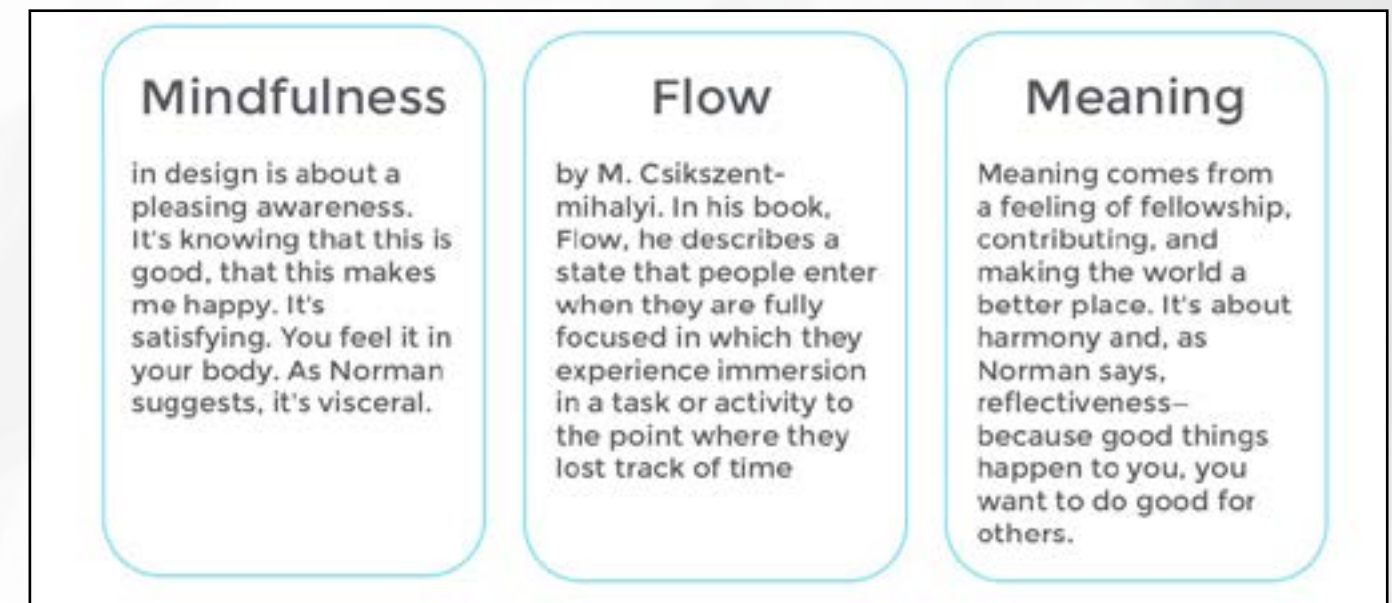 Mindfulness
in design is about a
pleasing awareness.
It's knowing that this is
good, that this makes
me happy. It's
satisfying. You feel it in
your body. As Norman
suggests, it's visceral.
Flow
by M. Csikszent-
mihalyi. In his book,
Flow, he describes a
state that people enter
when they are fully
focused in which they
experience immersion
in a task or activity to
the point where they
lost track of time
Meaning
Meaning comes from
a feeling of fellowship,
contributing, and
making the world a
better place. It's about
harmony and, as
Norman says,
reflectiveness—
because good things
happen to you, you
want to do good for
others.